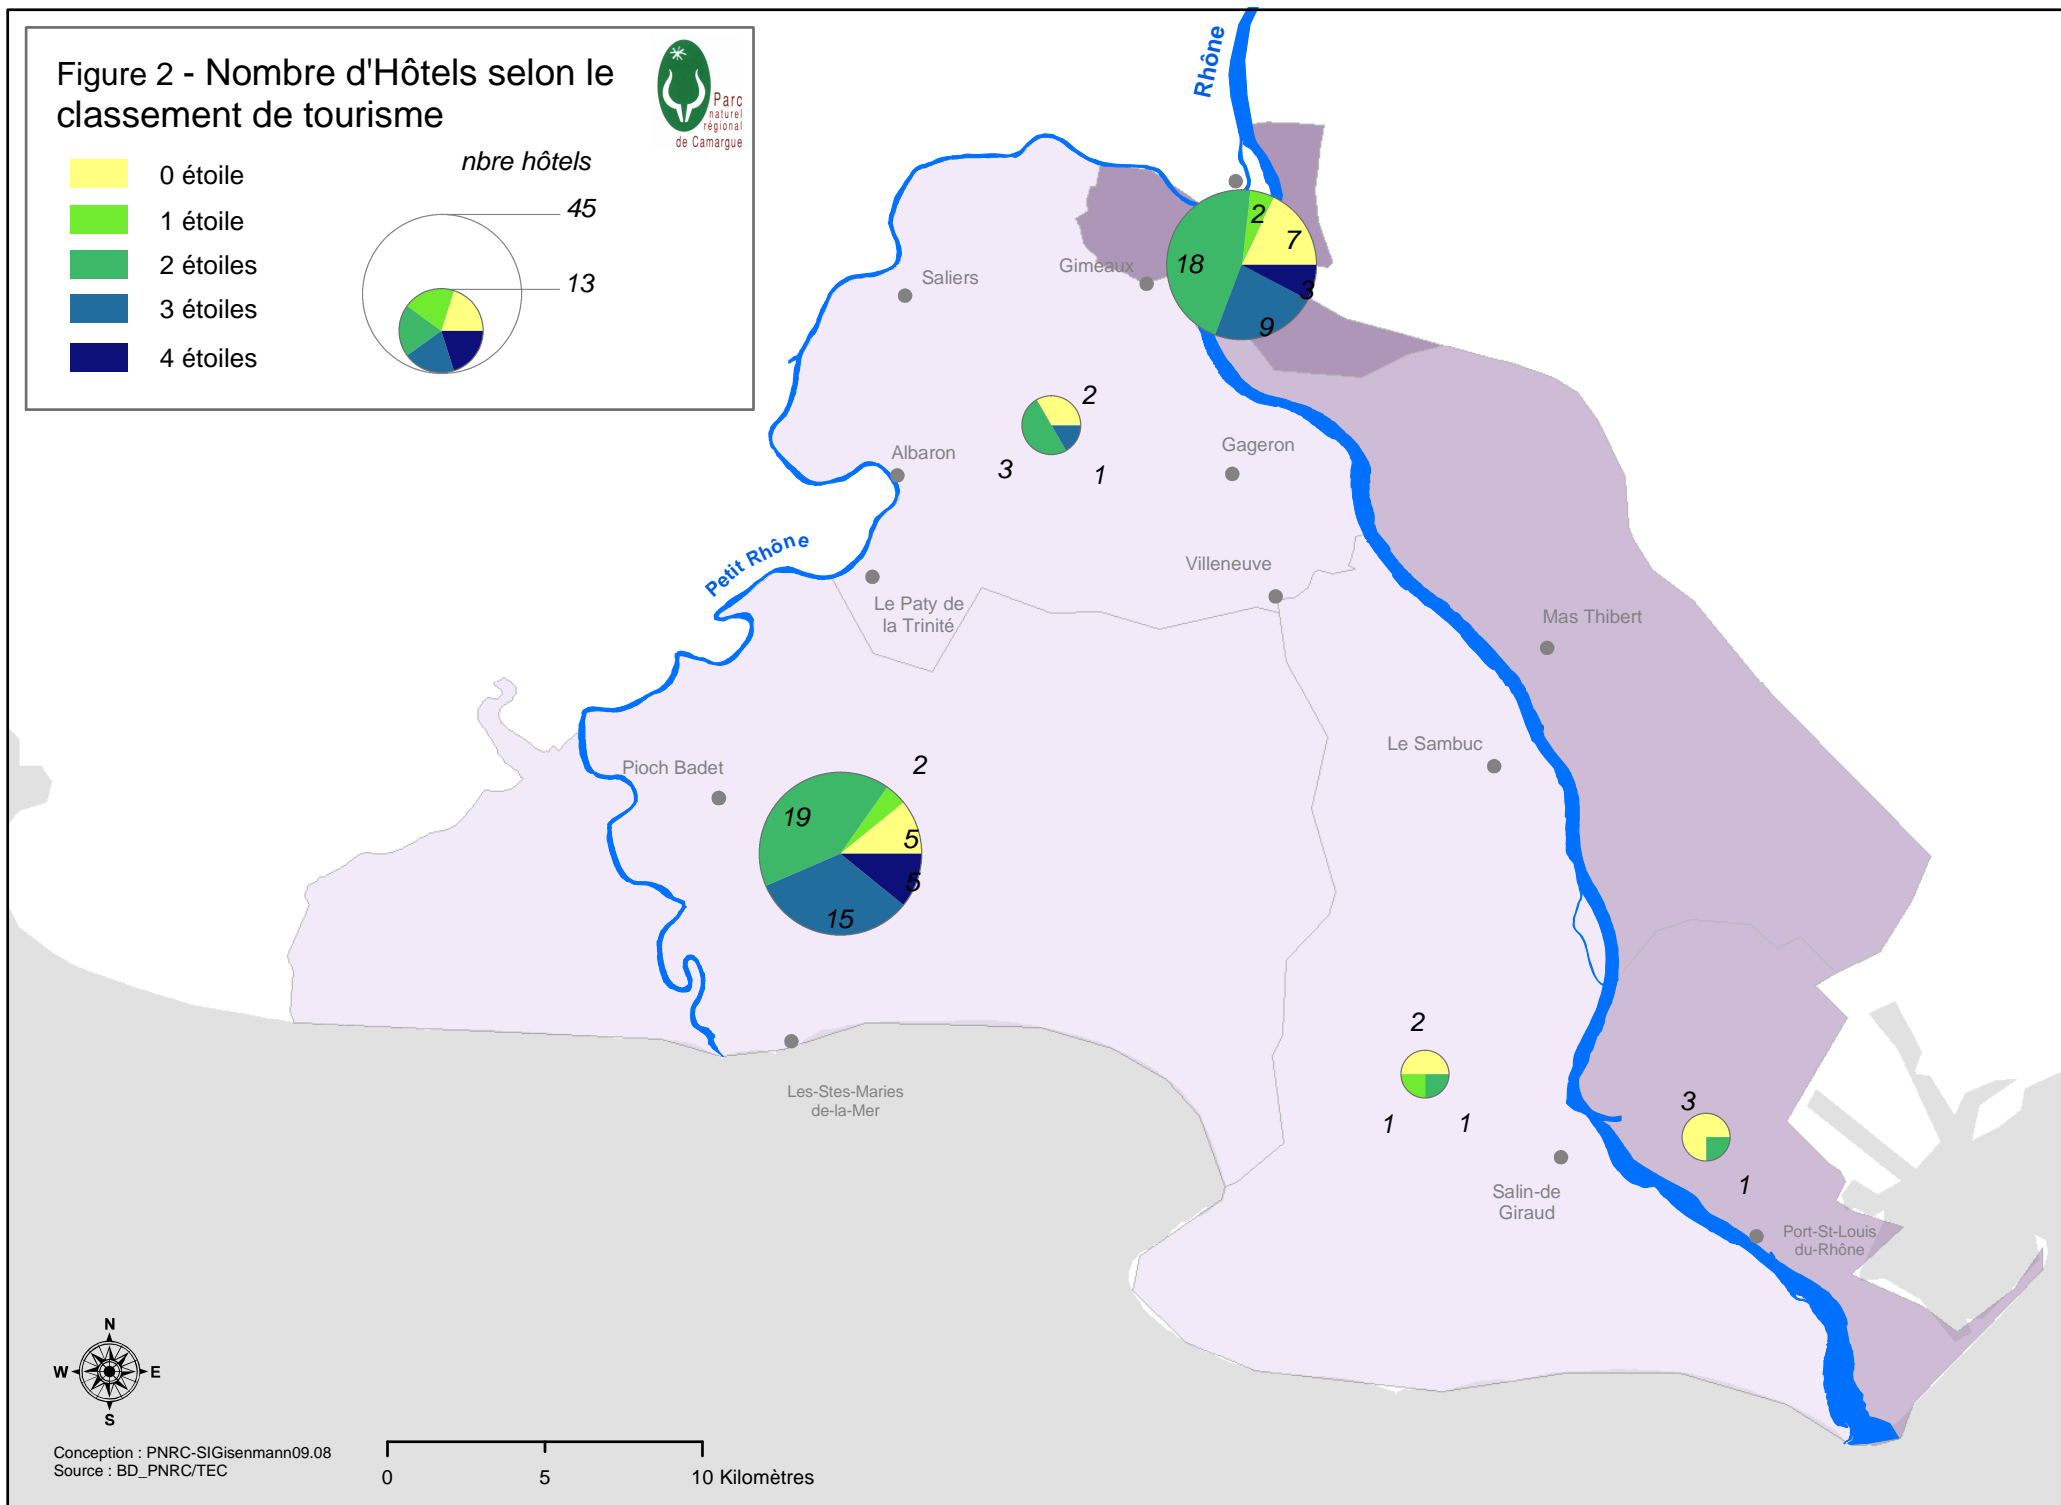 Figure 2 - Nombre d'Hôtels selon le
classement de tourisme
Parc
naturel
régional
de Camargue
0 étoile
1 étoile
2 étoiles
3 étoiles
4 étoiles
nbre hôtels
45
13
Rhône
2
7
18
3
9
Gimeaux
Saliers
2
3
1
Albaron
Gageron
Petit Rhône
Villeneuve
Le Paty de
la Trinité
Mas Thibert
Le Sambuc
Pioch Badet
2
19
5
5
15
Les-Stes-Maries
de-la-Mer
2
1
1
3
1
Salin-de
Giraud
Port-St-Louis
du-Rhône
N
W
E
S
Conception : PNRC-SIGisenmann09.08
Source : BD_PNRC/TEC
0
5
10 Kilomètres